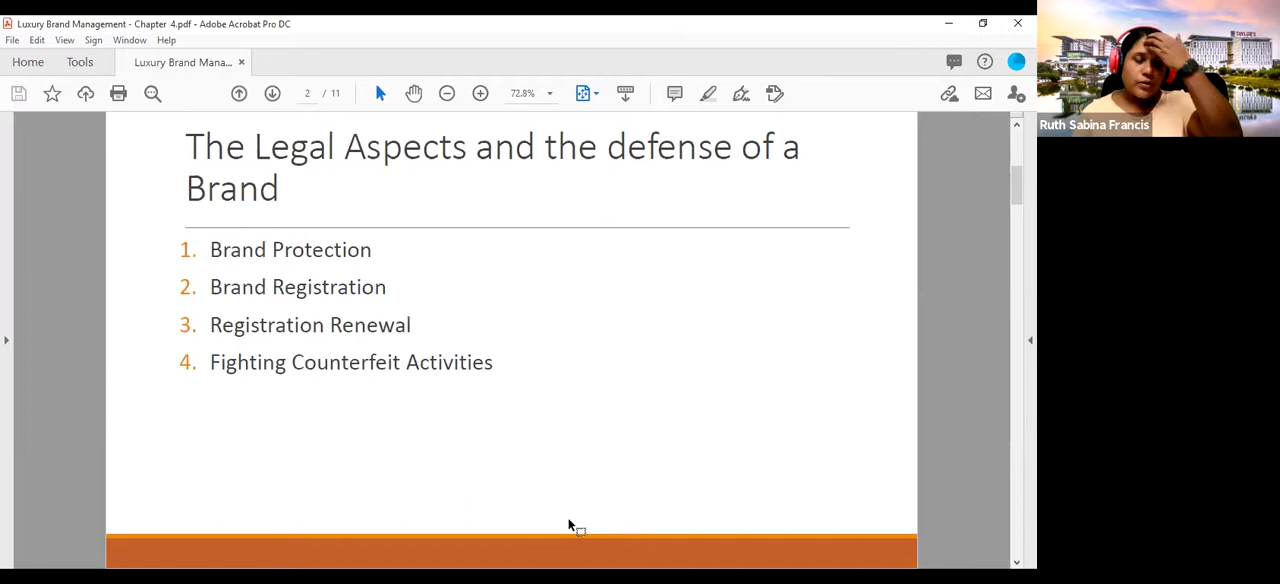 Luxury Brand Management - Chapter 4.pdf - Adobe Acrobat Pro DC
File Edit View Sign Window Help
Home Tools Luxury Brand Mana... ×
2 / 11 72.8%
Ruth Sabina Francis
The Legal Aspects and the defense of a
Brand
1. Brand Protection
2. Brand Registration
3. Registration Renewal
4. Fighting Counterfeit Activities